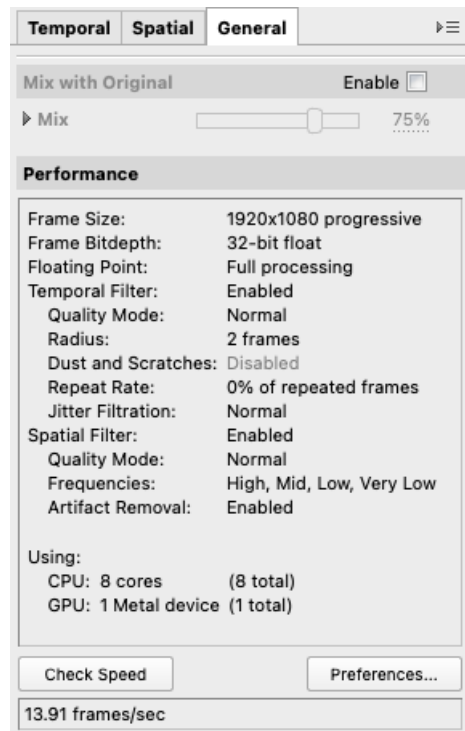 Temporal Spatial General
Mix with Original Enable
Mix 75%
Performance
Frame Size: 1920x1080 progressive
Frame Bitdepth: 32-bit float
Floating Point: Full processing
Temporal Filter: Enabled
Quality Mode: Normal
Radius: 2 frames
Dust and Scratches: Disabled
Repeat Rate: 0% of repeated frames
Jitter Filtration: Normal
Spatial Filter: Enabled
Quality Mode: Normal
Frequencies: High, Mid, Low, Very Low
Artifact Removal: Enabled
Using:
CPU: 8 cores (8 total)
GPU: 1 Metal device (1 total)
Check Speed Preferences...
13.91 frames/sec